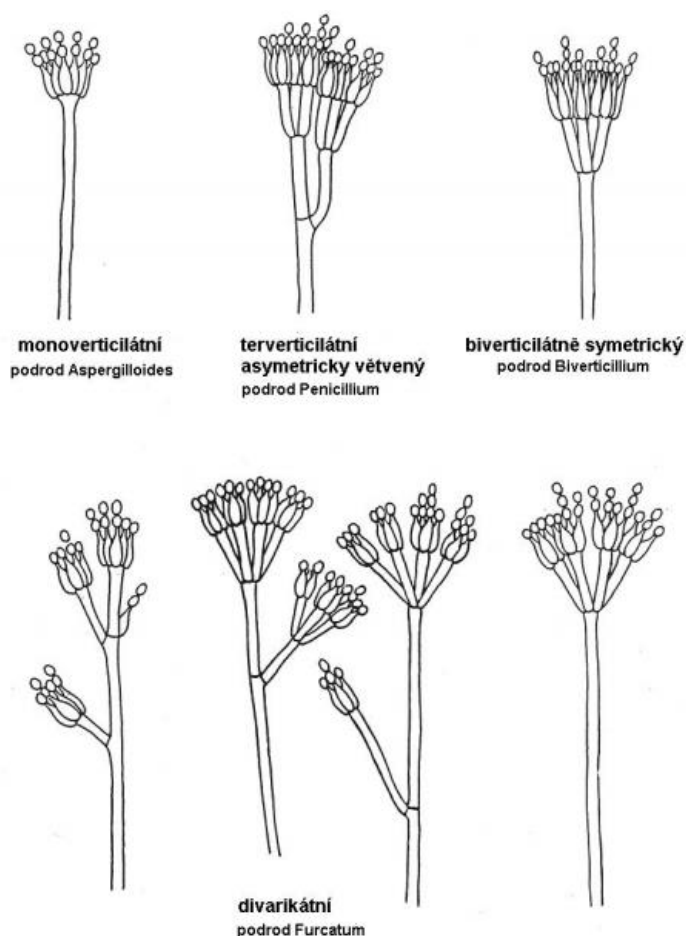 monoverticilátní
podrod Aspergilloides
terverticilátní
asymetricky větvený
podrod Penicillium
biverticilátně symetrický
podrod Biverticillium
divarikátní
podrod Furcatum